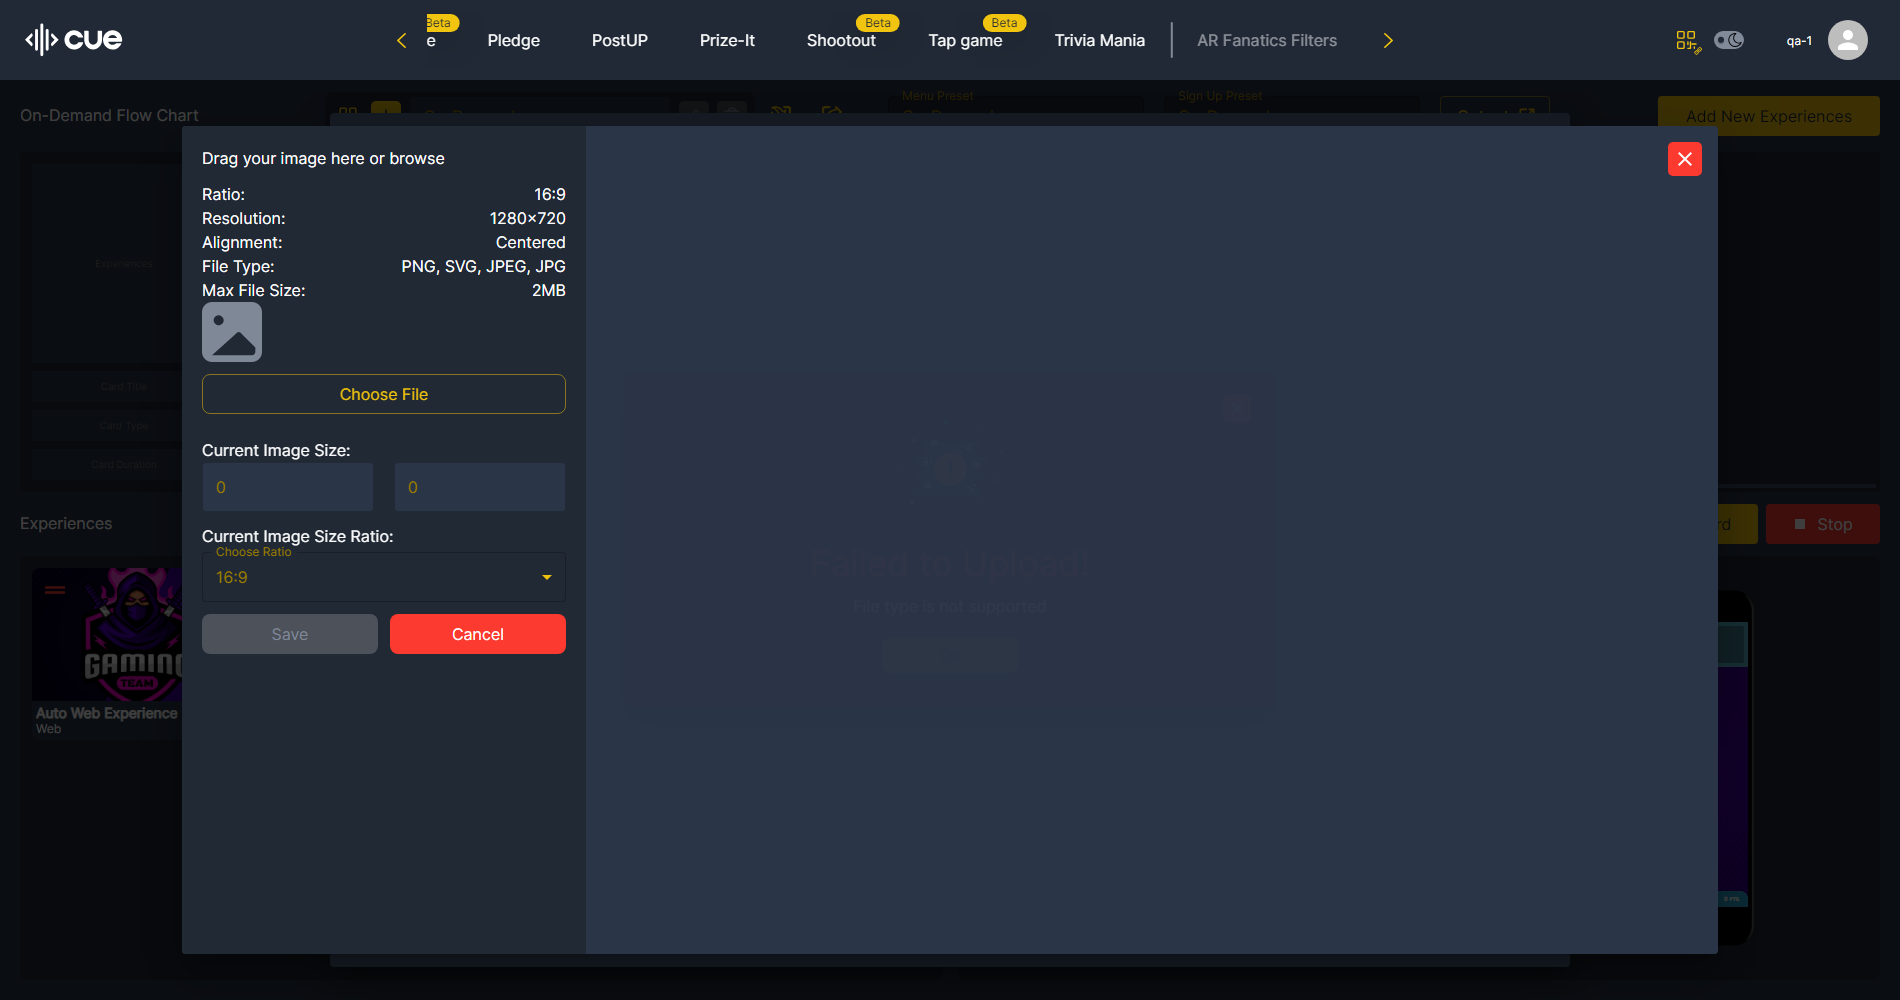 cue
e
Beta
Pledge
PostUP
Prize-It
Shootout
Beta
Tap game
Beta
Trivia Mania
AR Fanatics Filters
qa-1
On-Demand Flow Chart
Menu Preset
Sign Up Preset
Add New Experiences
Drag your image here or browse
Ratio: 16:9
Resolution: 1280×720
Alignment: Centered
File Type: PNG, SVG, JPEG, JPG
Max File Size: 2MB
Choose File
Current Image Size:
0 0
Current Image Size Ratio:
Choose Ratio
16:9
Save Cancel
Failed to Upload!
File type is not supported
Experiences
Card Title
Card Type
Card Duration
Experiences
rd
Stop
GAMING
TEAM
Auto Web Experience
Web